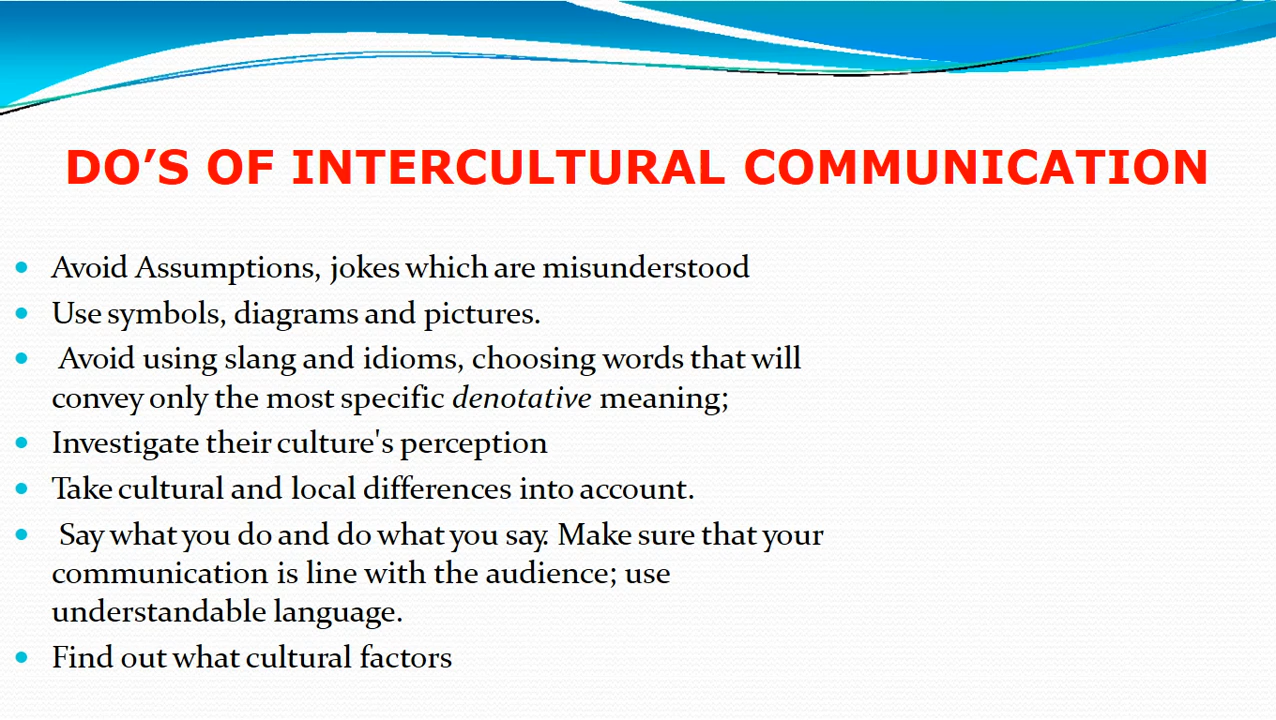 DO’S OF INTERCULTURAL COMMUNICATION
Avoid Assumptions, jokes which are misunderstood
Use symbols, diagrams and pictures.
Avoid using slang and idioms, choosing words that will
convey only the most specific denotative meaning;
Investigate their culture's perception
Take cultural and local differences into account.
Say what you do and do what you say. Make sure that your
communication is line with the audience; use
understandable language.
Find out what cultural factors